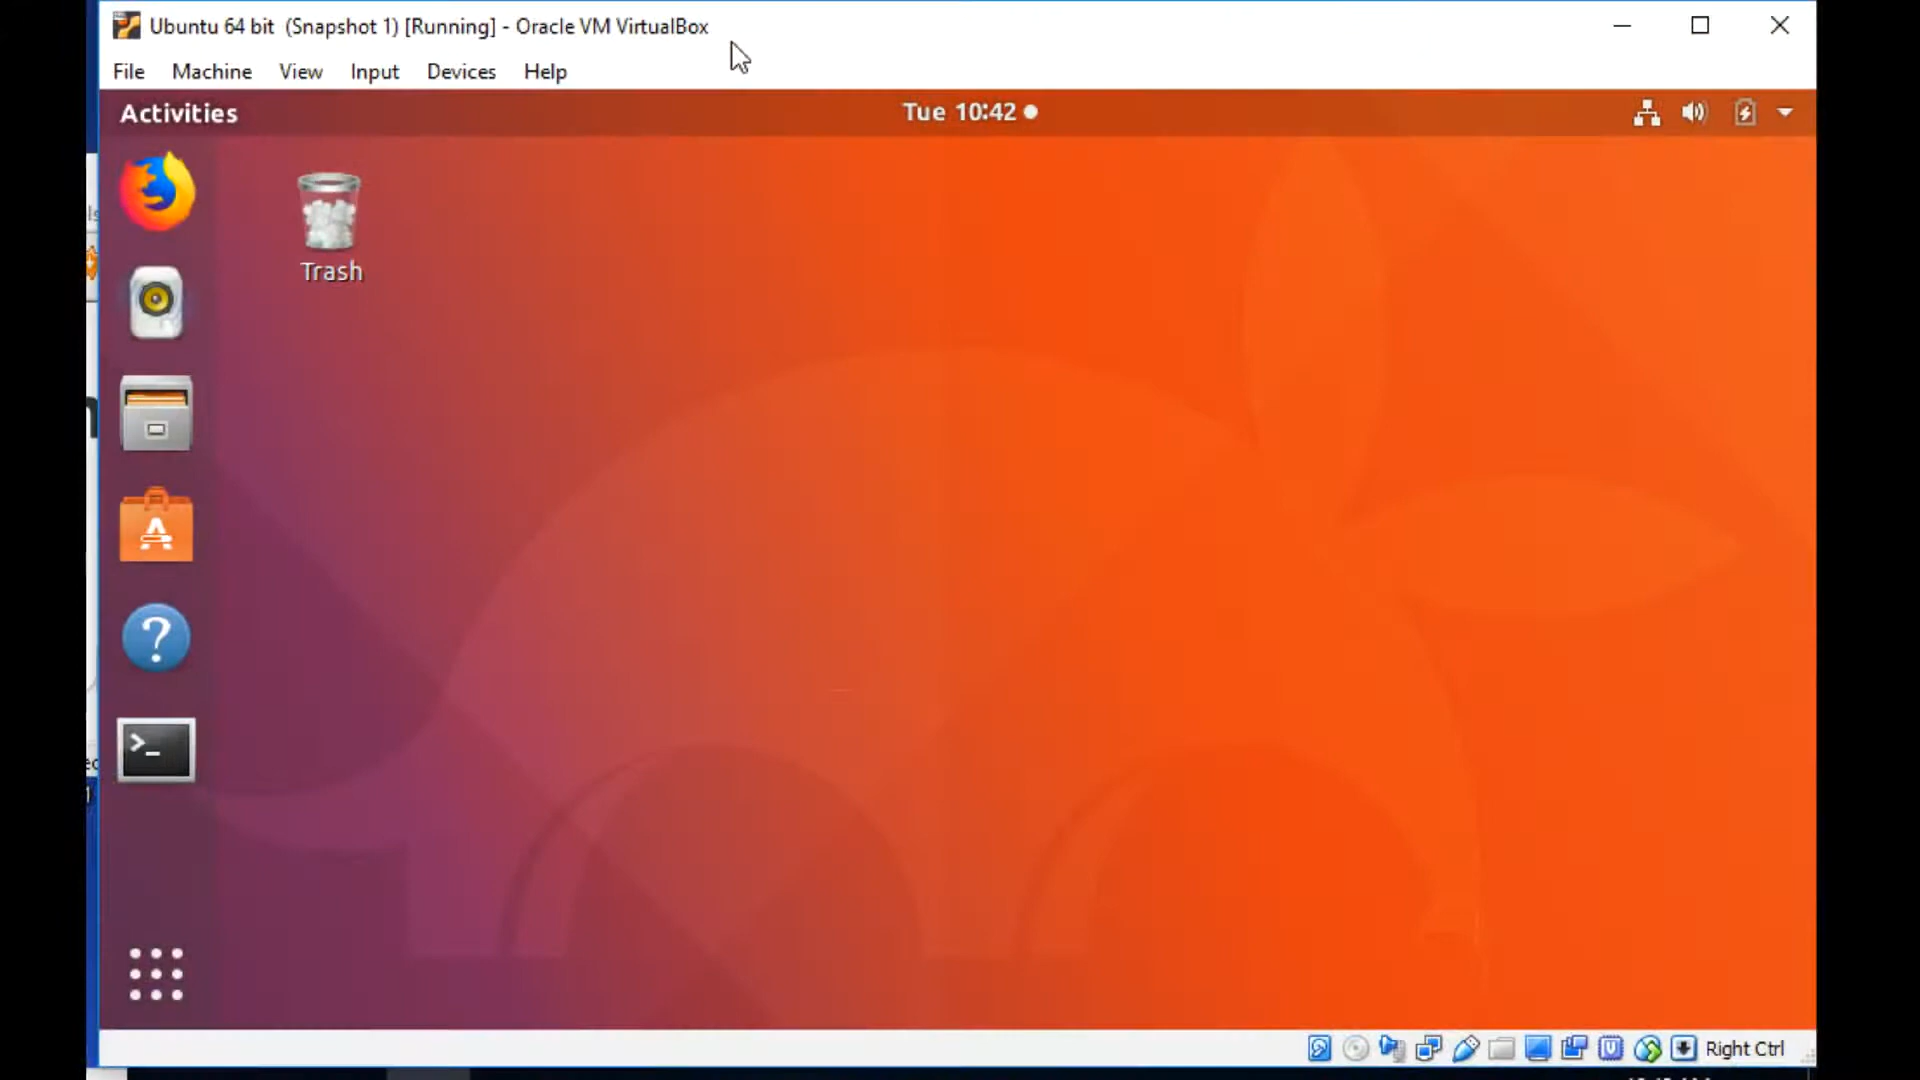 Ubuntu 64 bit (Snapshot 1) [Running] - Oracle VM VirtualBox
File Machine View Input Devices Help
Activities
Tue 10:42
Trash
Right Ctrl